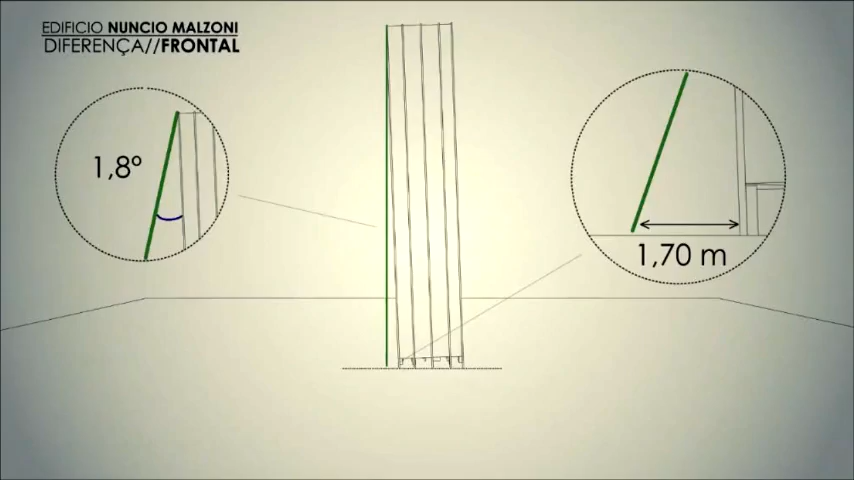 EDIFICIO NUNCIO MALZONI
DIFERENÇA//FRONTAL
1,8º
1,70 m